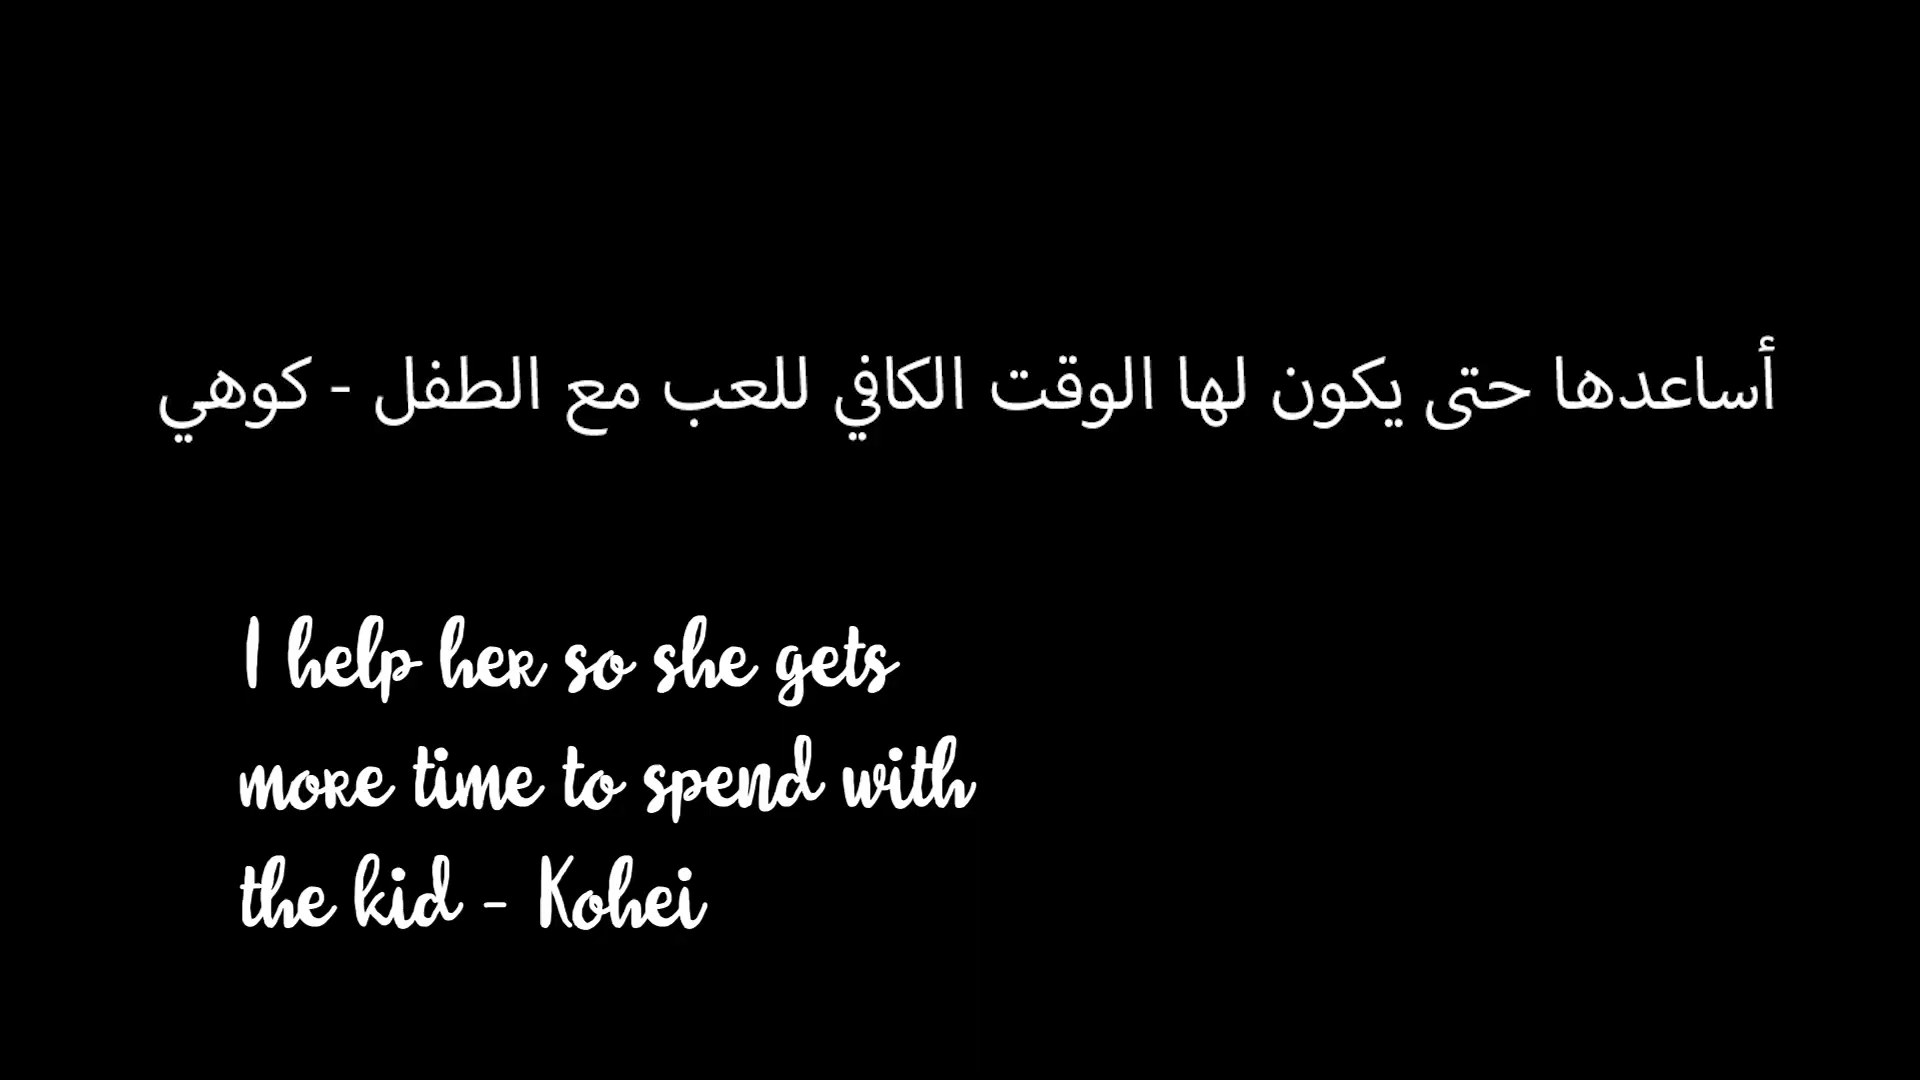 أساعدها حتى يكون لها الوقت الكافي للعب مع الطفل - كوهي
I help her so she gets
more time to spend with
the kid - Kohei